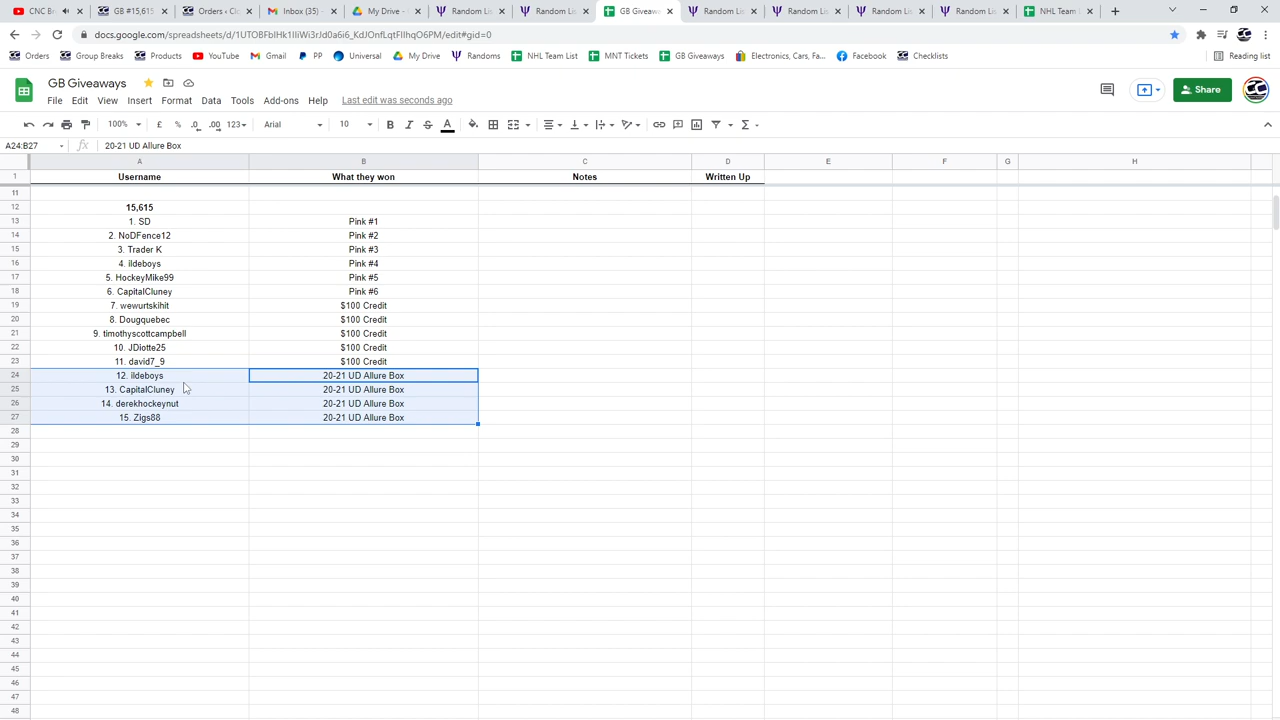 CNC B
GB #15,615
Orders ‹ Cl
Inbox (35)
My Drive -
Random Lis
Random Lis
GB Giveaw
Random Lis
Random Lis
Random Lis
Random Lis
NHL Team
docs.google.com
Orders
Group Breaks
Products
YouTube
Gmail
PP
Universal
My Drive
Randoms
NHL Team List
MNT Tickets
GB Giveaways
Electronics, Cars, Fa...
Facebook
Checklists
Reading list
GB Giveaways
Share
File Edit View Insert Format Data Tools Add-ons Help Last edit was seconds ago
100% £ % .0 .00 123 Arial 10 B I S A Σ
A24:B27 fx 20-21 UD Allure Box
A B C D E F G H
1 Username What they won Notes Written Up
11
12 15,615
13 1. SD Pink #1
14 2. NoDFence12 Pink #2
15 3. Trader K Pink #3
16 4. ildeboys Pink #4
17 5. HockeyMike99 Pink #5
18 6. CapitalCluney Pink #6
19 7. wewurtskihit $100 Credit
20 8. Dougquebec $100 Credit
21 9. timothyscottcampbell $100 Credit
22 10. JDiotte25 $100 Credit
23 11. david7_9 $100 Credit
24 12. ildeboys 20-21 UD Allure Box
25 13. CapitalCluney 20-21 UD Allure Box
26 14. derekhockeynut 20-21 UD Allure Box
27 15. Zigs88 20-21 UD Allure Box
28
29
30
31
32
33
34
35
36
37
38
39
40
41
42
43
44
45
46
47
48